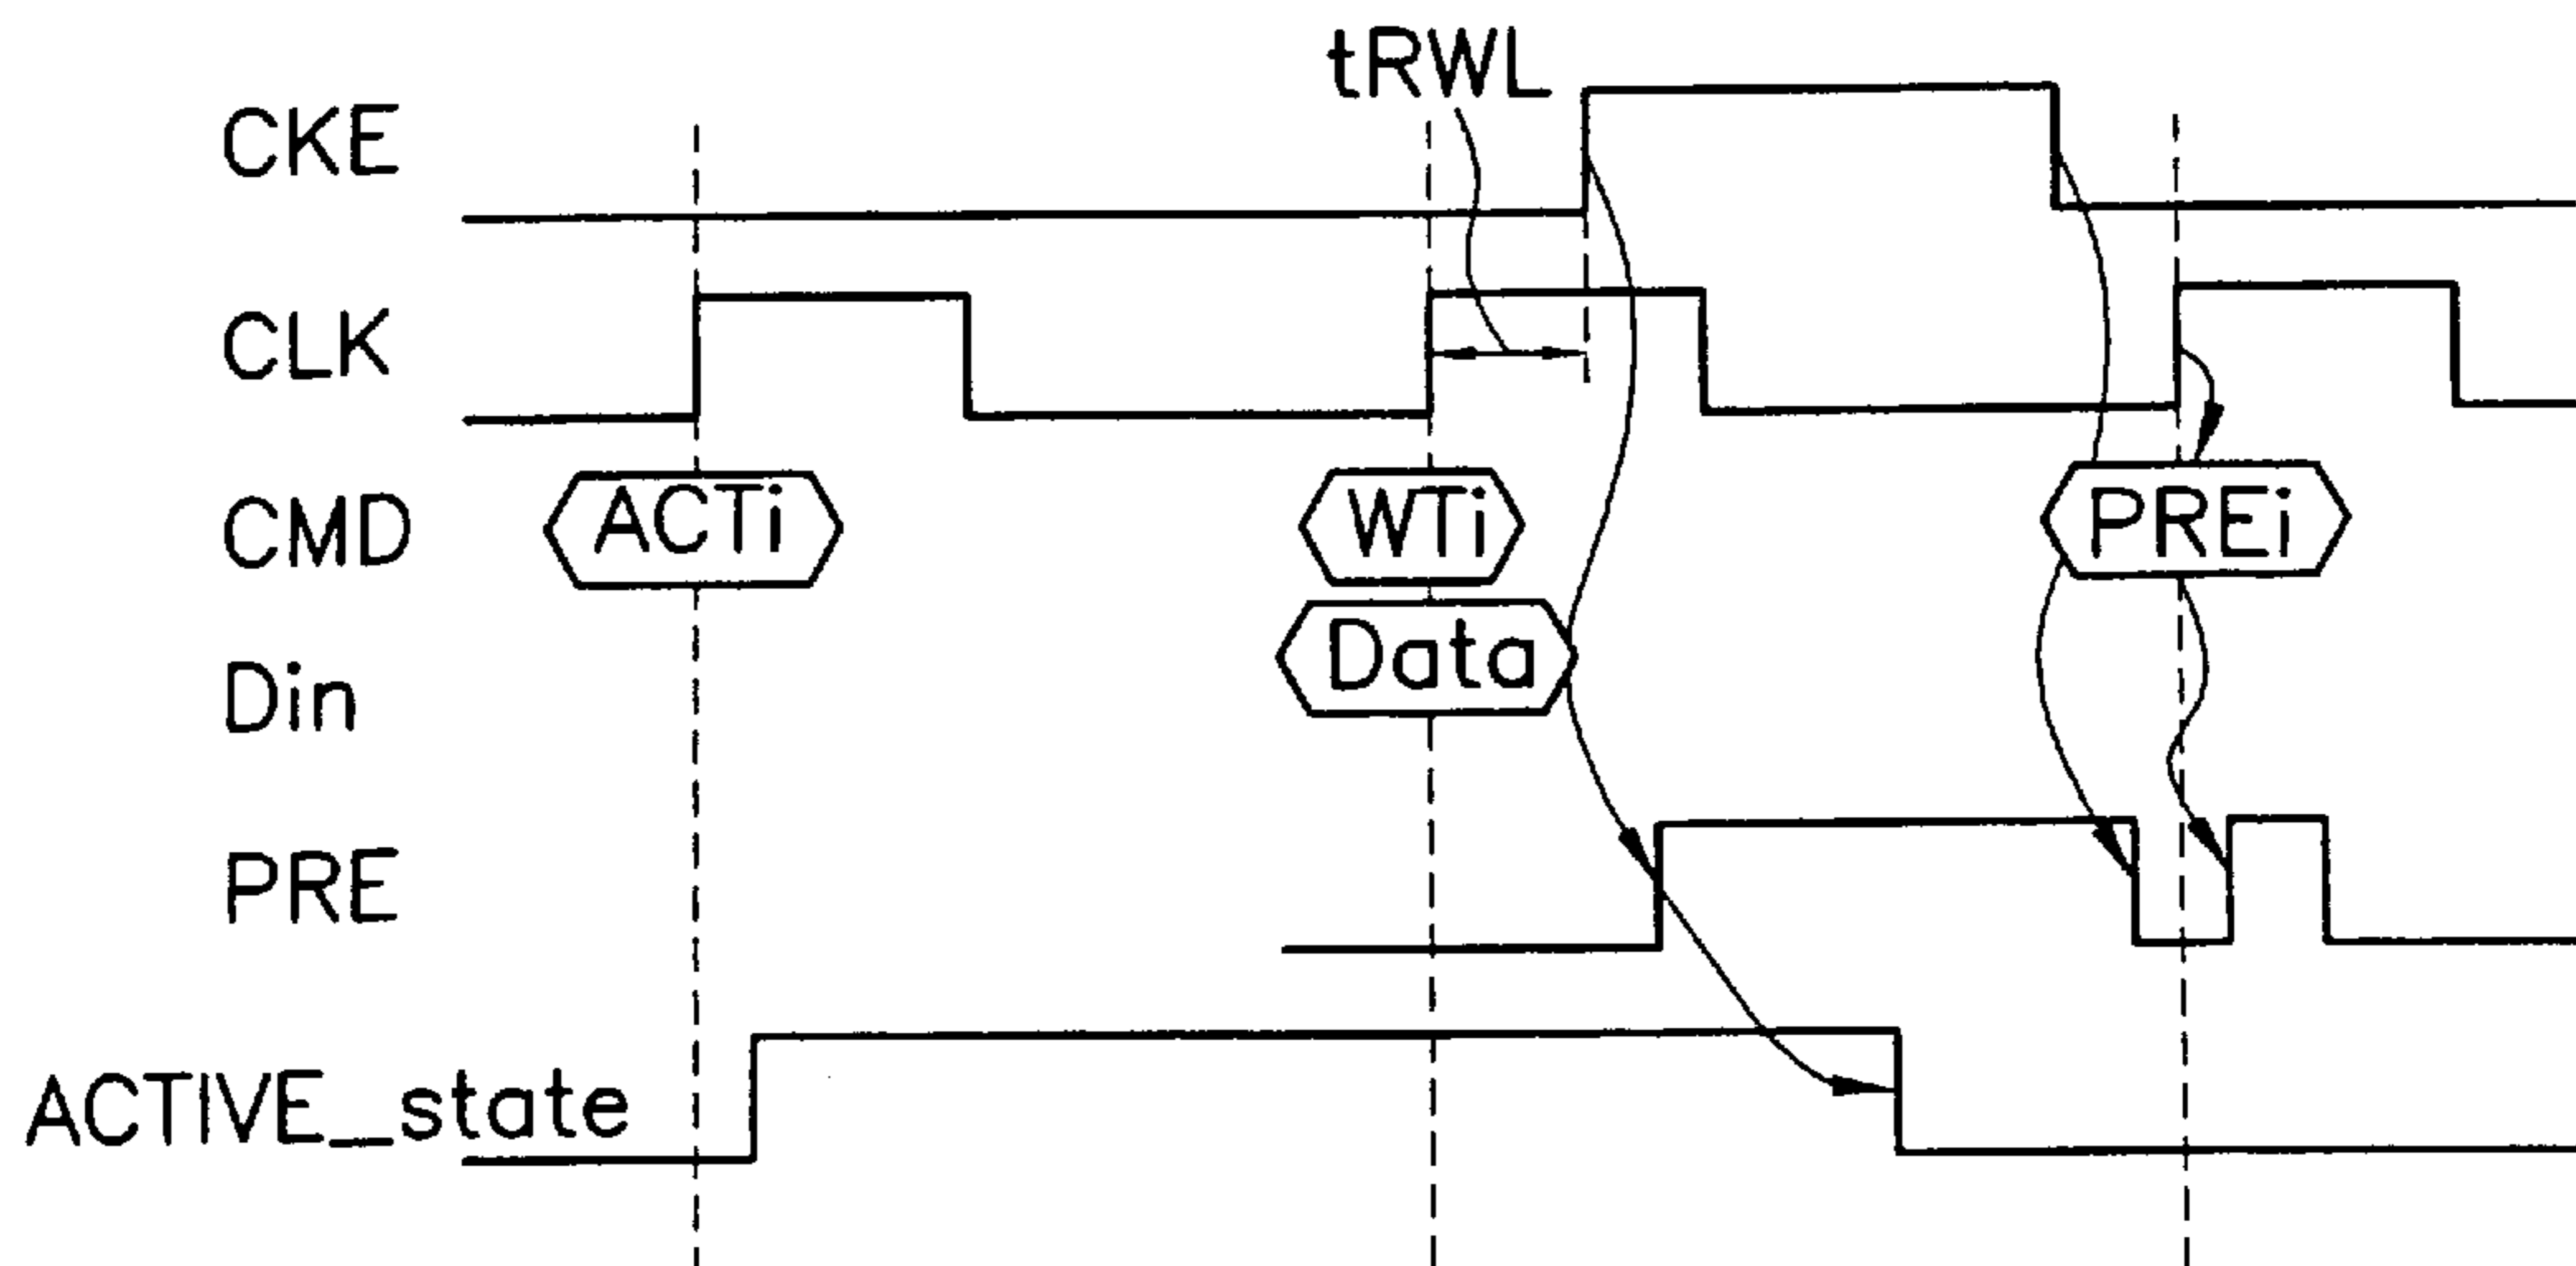 tRWL
CKE
CLK
CMD ACTi WTi PREi
Din Data
PRE
ACTIVE_state